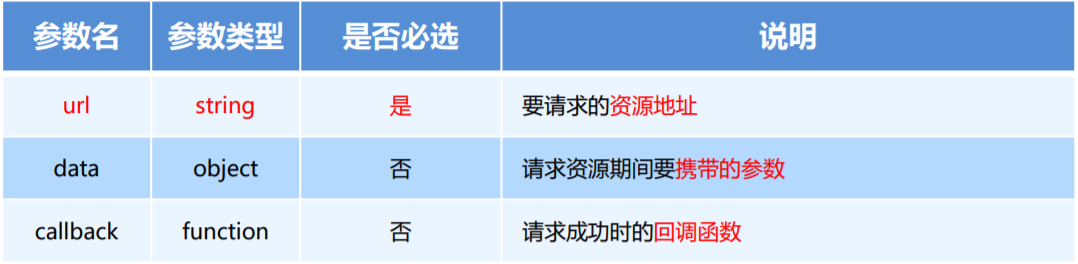 参数名 参数类型 是否必选 说明
url string 是 要请求的资源地址
data object 否 请求资源期间要携带的参数
callback function 否 请求成功时的回调函数